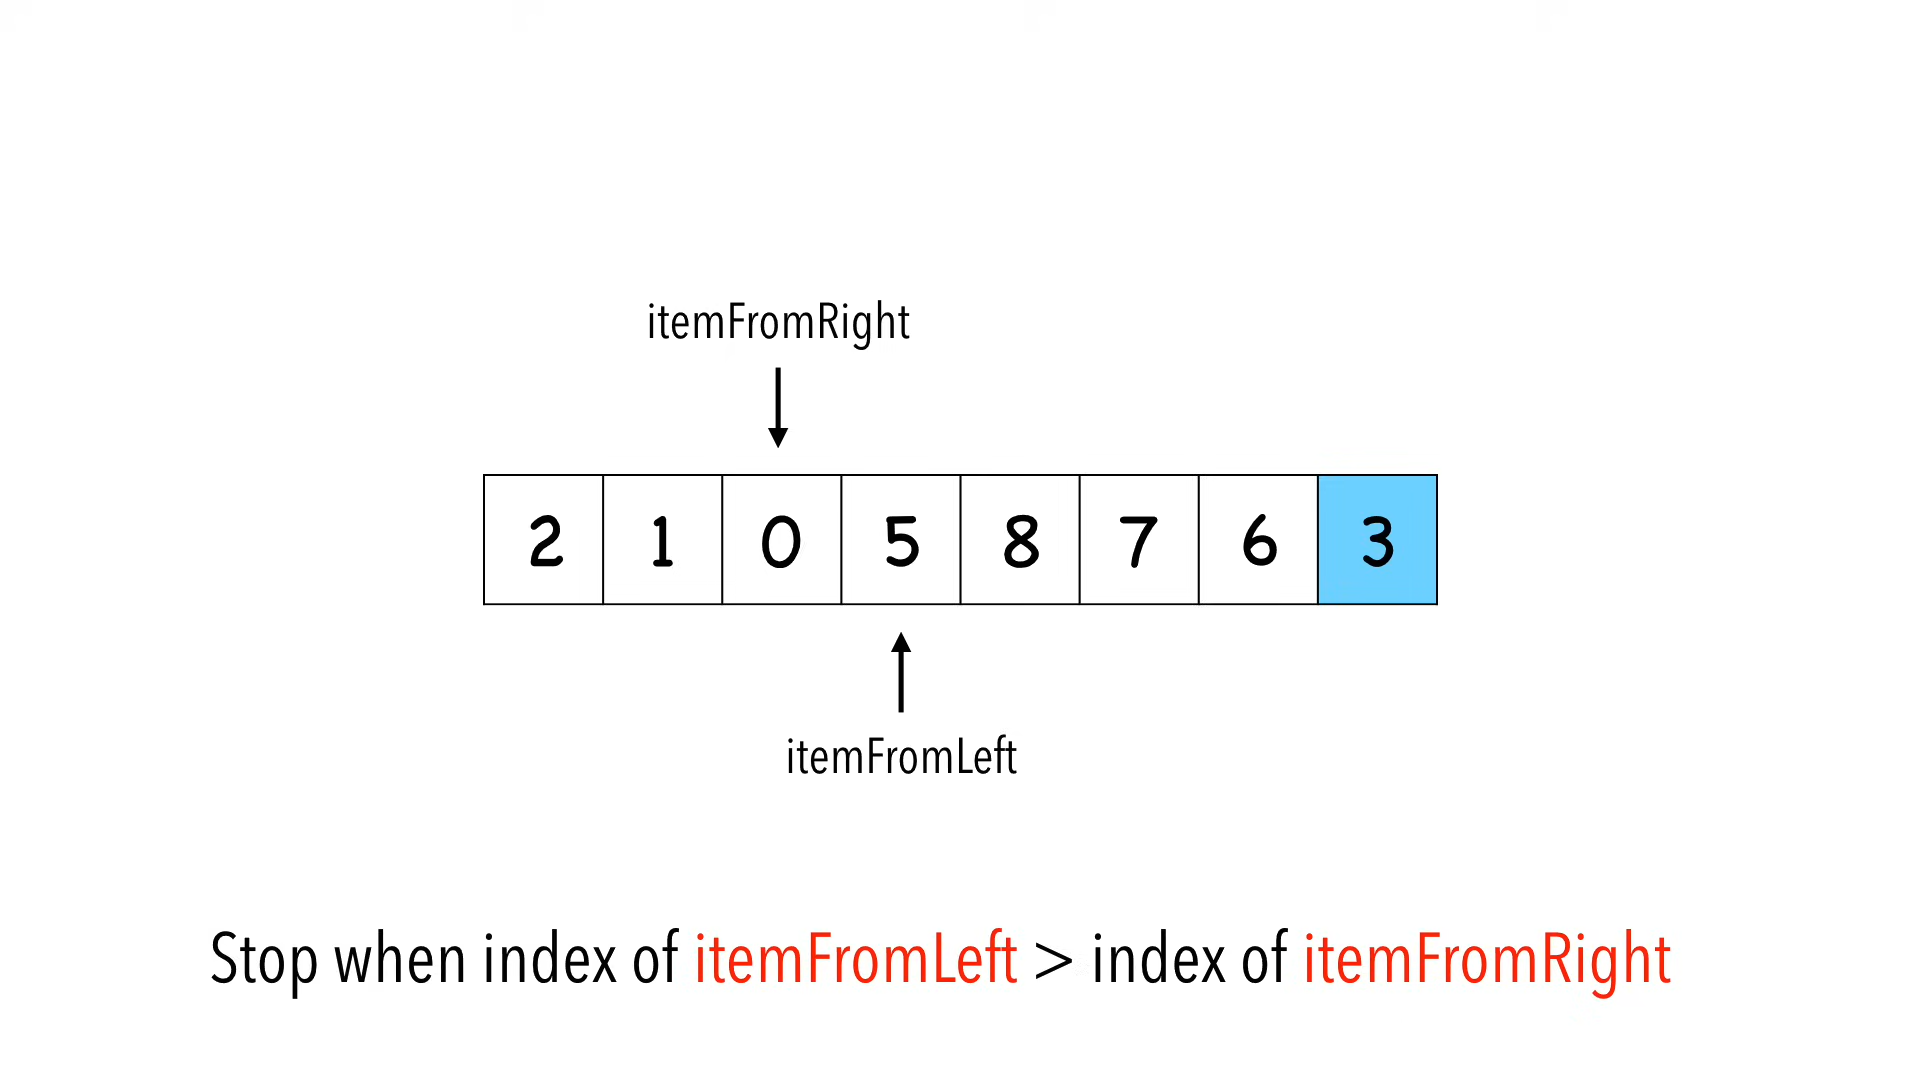 itemFromRight
2 1 0 5 8 7 6 3
itemFromLeft
Stop when index of itemFromLeft > index of itemFromRight